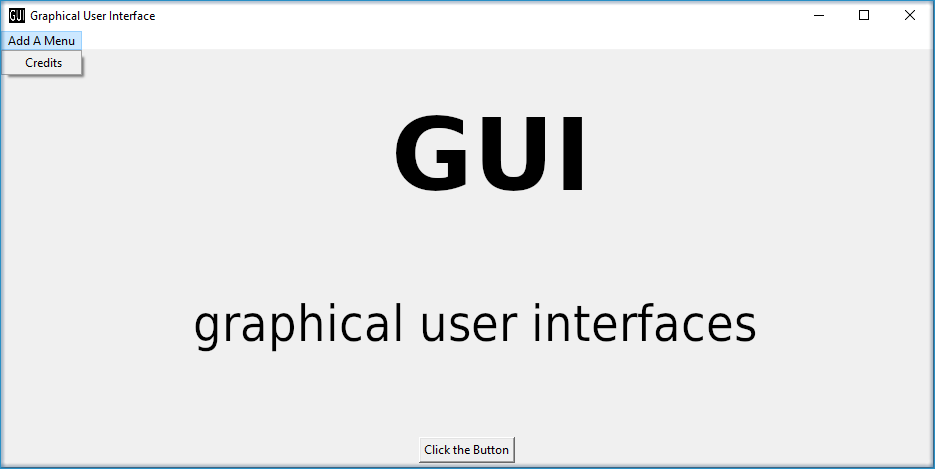 GUI Graphical User Interface
Add A Menu
Credits
GUI
graphical user interfaces
Click the Button